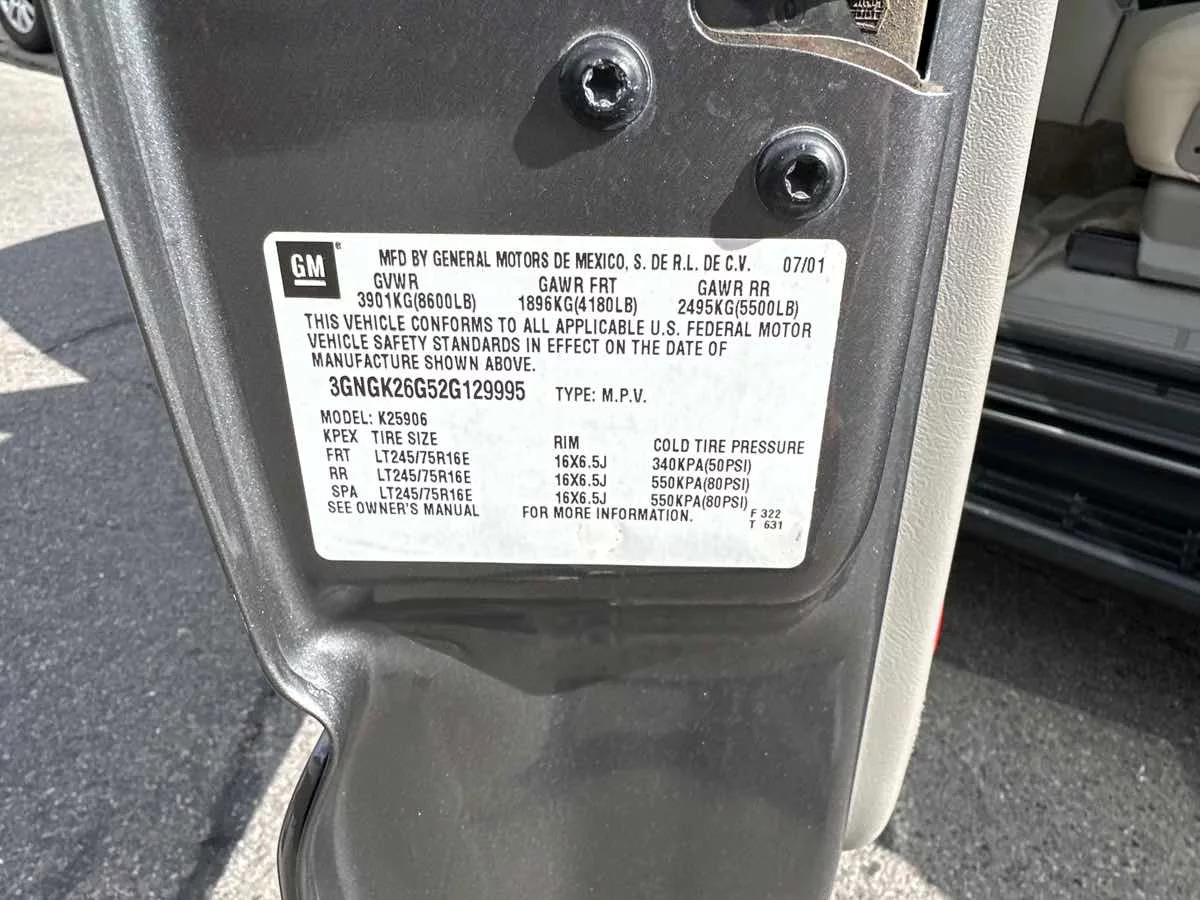 GM®
MFD BY GENERAL MOTORS DE MEXICO, S. DE R.L. DE C.V. 07/01
GVWR GAWR FRT GAWR RR
3901KG(8600LB) 1896KG(4180LB) 2495KG(5500LB)
THIS VEHICLE CONFORMS TO ALL APPLICABLE U.S. FEDERAL MOTOR
VEHICLE SAFETY STANDARDS IN EFFECT ON THE DATE OF
MANUFACTURE SHOWN ABOVE.
3GNGK26G52G129995 TYPE: M.P.V.
MODEL: K25906
KPEX TIRE SIZE RIM COLD TIRE PRESSURE
FRT LT245/75R16E 16X6.5J 340KPA(50PSI)
RR LT245/75R16E 16X6.5J 550KPA(80PSI)
SPA LT245/75R16E 16X6.5J 550KPA(80PSI)
SEE OWNER'S MANUAL FOR MORE INFORMATION. F 322
T 631